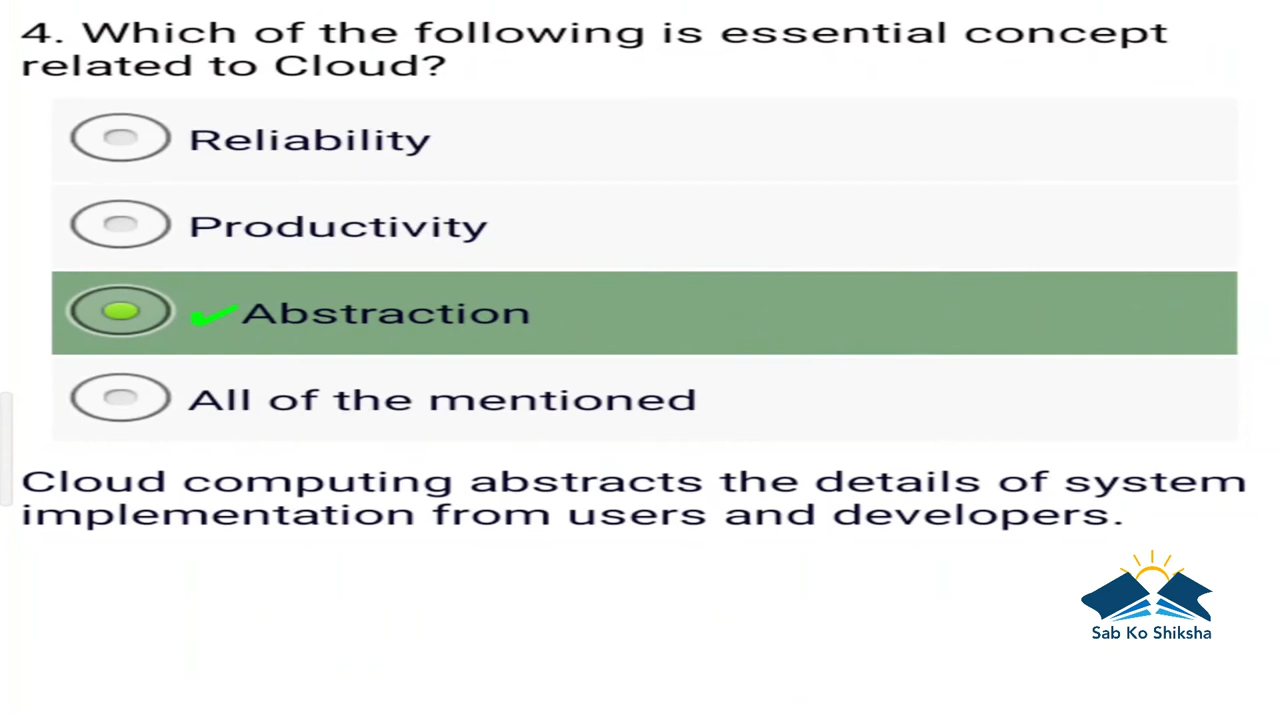 4. Which of the following is essential concept
related to Cloud?
Reliability
Productivity
Abstraction
All of the mentioned
Cloud computing abstracts the details of system
implementation from users and developers.
Sab Ko Shiksha